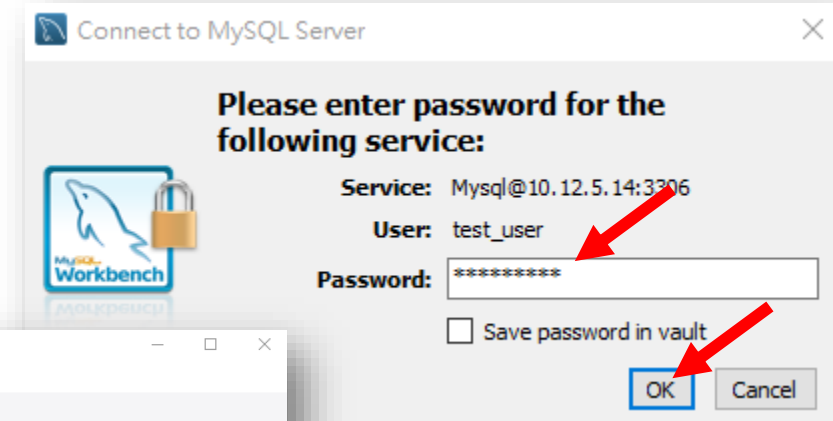 Connect to MySQL Server
Please enter password for the
following service:
Service: Mysql@10.12.5.14:3306
User: test_user
Password: *********
Save password in vault
OK Cancel
MySQL
Workbench